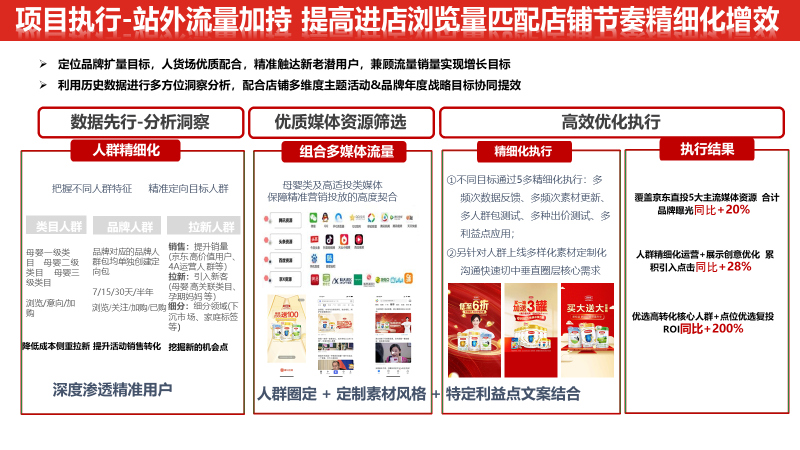 项目执行-站外流量加持 提高进店浏览量匹配店铺节奏精细化增效
定位品牌扩量目标，人货场优质配合，精准触达新老潜用户，兼顾流量销量实现增长目标
利用历史数据进行多方位洞察分析，配合店铺多维度主题活动&品牌年度战略目标协同提效
数据先行-分析洞察
优质媒体资源筛选
高效优化执行
人群精细化
把握不同人群特征 精准定向目标人群
类目人群
品牌人群
拉新人群
母婴一级类
目 母婴二级
类目 母婴三
级类目
浏览/意向/加
购
品牌对应的品牌人
群包均单独创建定
向包
7/15/30天/半年
浏览/关注/加购/已购
销售：提升销量
(京东高价值用户、
4A运营人群等)
拉新：引入新客
(母婴高关联类目、
孕期妈妈等)
细分：细分领域(下
沉市场、家庭标签
等)
降低成本侧重拉新
提升活动销售转化
挖掘新的机会点
深度渗透精准用户
组合多媒体流量
母婴类及高适投类媒体
保障精准营销投放的高度契合
腾讯资源
头条资源
百度资源
京X资源
品速100
人群圈定 + 定制素材风格 + 特定利益点文案结合
精细化执行
①不同目标通过5多精细化执行：多
频次数据反馈、多频次素材更新、
多人群包测试、多种出价测试、多
利益点应用；
②另针对人群上线多样化素材定制化
沟通快速切中垂直圈层核心需求
低至6折
加送3罐
买大送大
执行结果
覆盖京东直投5大主流媒体资源 合计
品牌曝光同比+20%
人群精细化运营+展示创意优化 累
积引入点击同比+28%
优选高转化核心人群+点位优选复投
ROI同比+200%